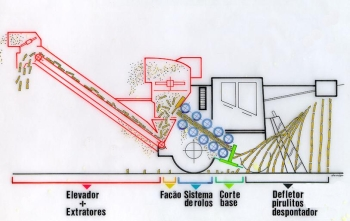 Elevador
+
Extratores
Facão
Sistema
de rolos
Corte
base
Defletor
pirulitos
despontador